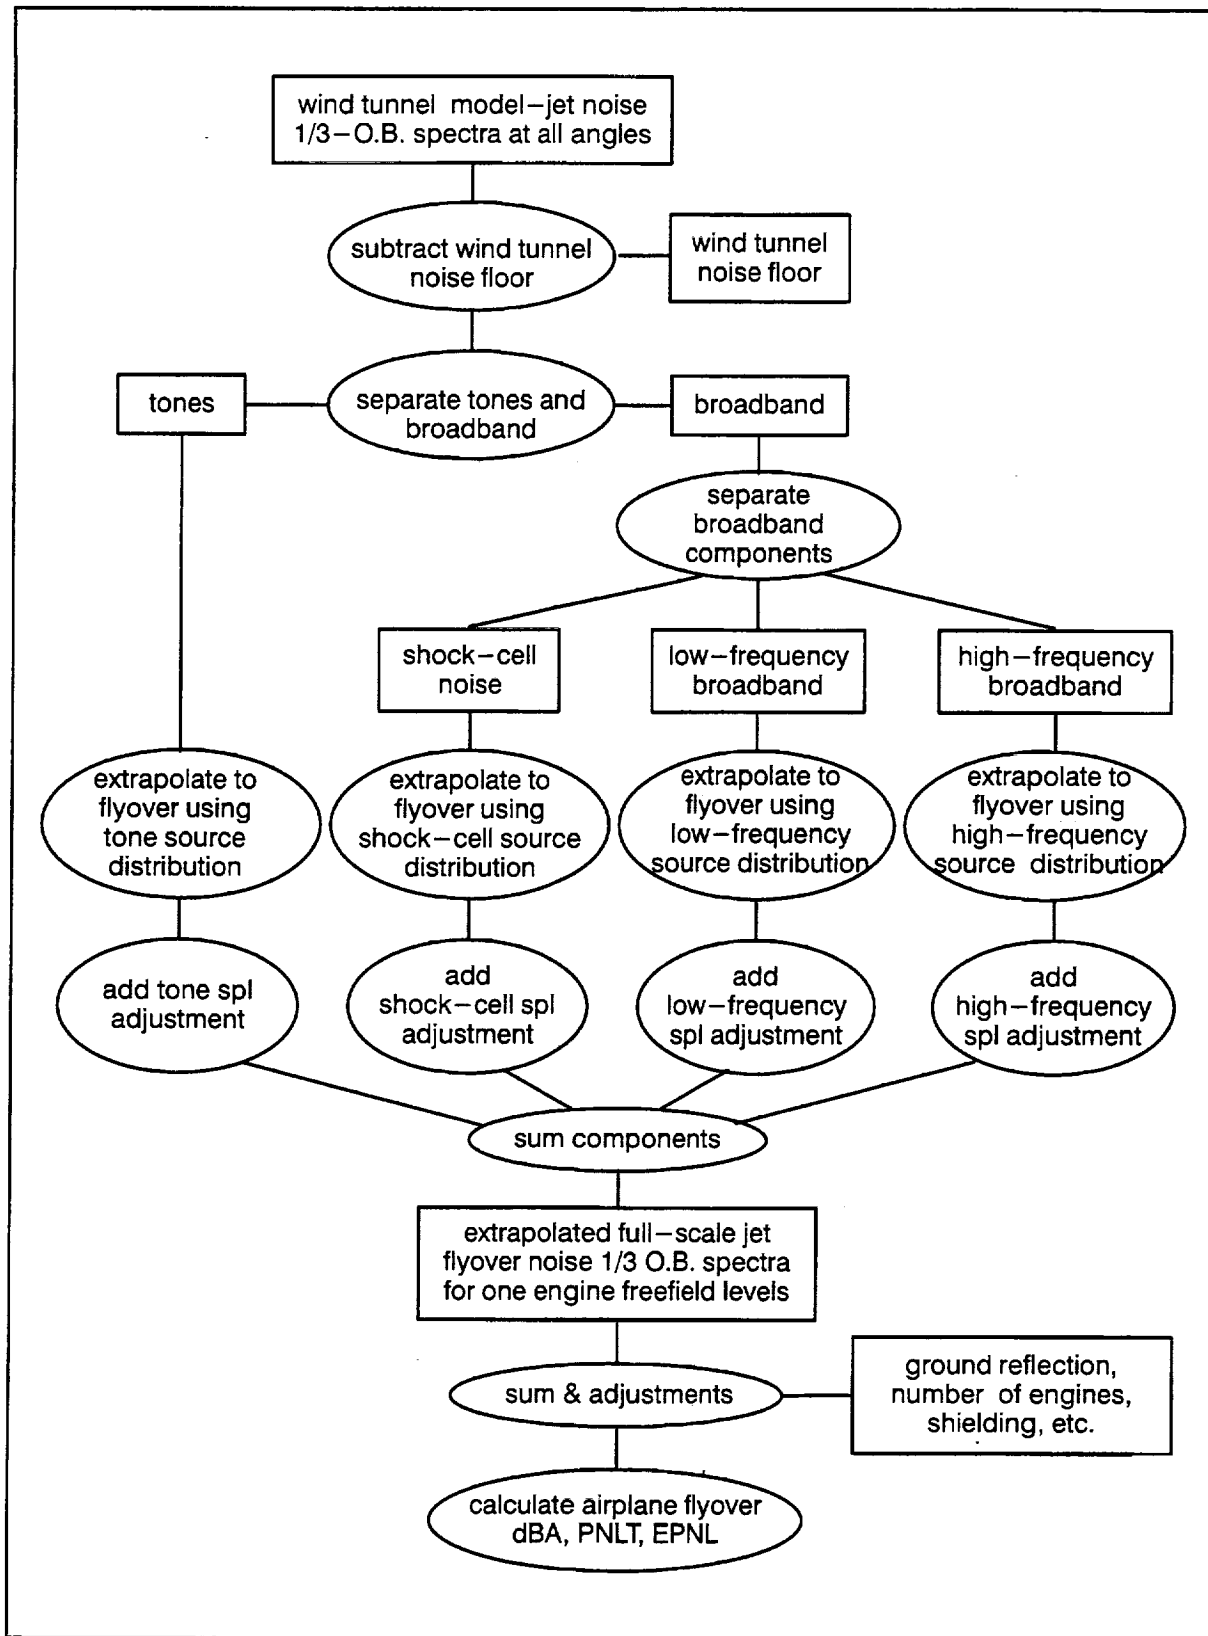 wind tunnel model-jet noise
1/3-O.B. spectra at all angles
subtract wind tunnel
noise floor
wind tunnel
noise floor
tones
separate tones and
broadband
broadband
separate
broadband
components
shock-cell
noise
low-frequency
broadband
high-frequency
broadband
extrapolate to
flyover using
tone source
distribution
extrapolate to
flyover using
shock-cell source
distribution
extrapolate to
flyover using
low-frequency
source distribution
extrapolate to
flyover using
high-frequency
source distribution
add tone spl
adjustment
add
shock-cell spl
adjustment
add
low-frequency
spl adjustment
add
high-frequency
spl adjustment
sum components
extrapolated full-scale jet
flyover noise 1/3 O.B. spectra
for one engine freefield levels
sum & adjustments
ground reflection,
number of engines,
shielding, etc.
calculate airplane flyover
dBA, PNLT, EPNL